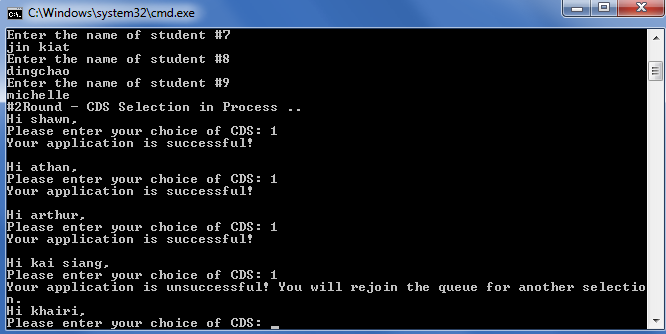 C:\Windows\system32\cmd.exe
Enter the name of student #7
jin kiat
Enter the name of student #8
dingchao
Enter the name of student #9
michelle
#2Round - CDS Selection in Process ..
Hi shawn,
Please enter your choice of CDS: 1
Your application is successful!
Hi athan,
Please enter your choice of CDS: 1
Your application is successful!
Hi arthur,
Please enter your choice of CDS: 1
Your application is successful!
Hi kai siang,
Please enter your choice of CDS: 1
Your application is unsuccessful! You will rejoin the queue for another selectio
n.
Hi khairi,
Please enter your choice of CDS: _